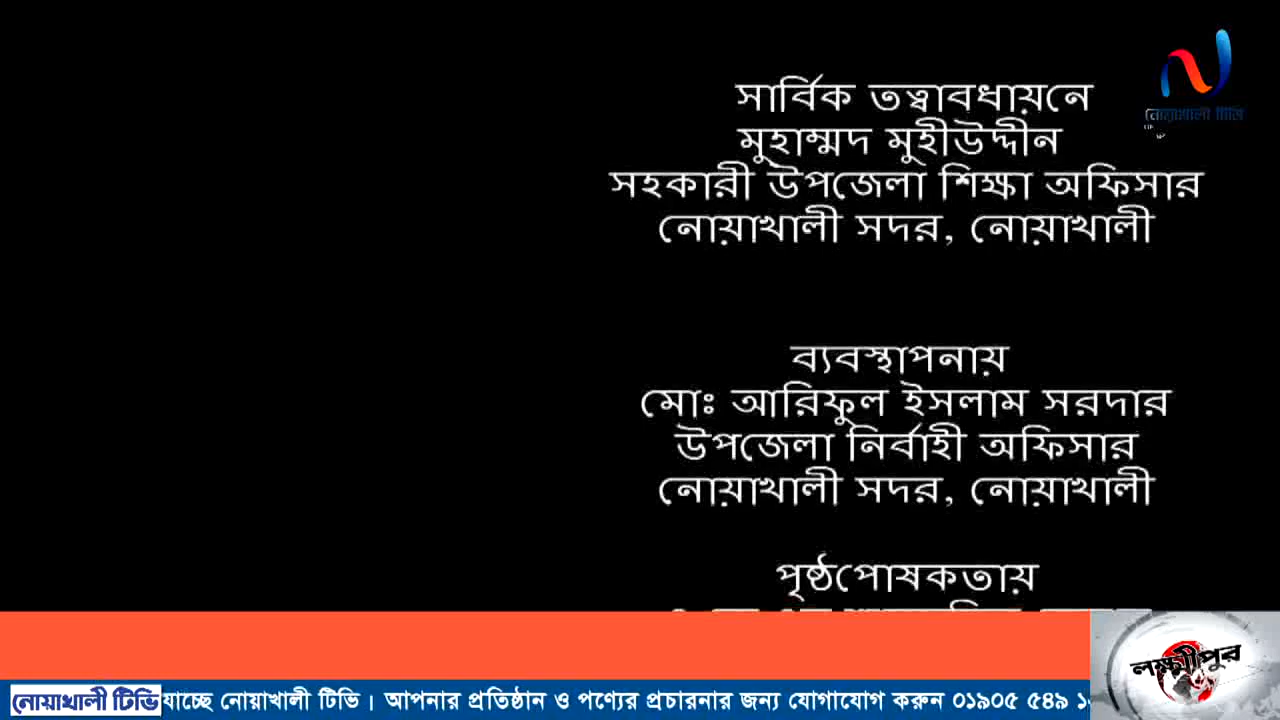 সার্বিক তত্বাবধায়নে
মুহাম্মদ মুহীউদ্দীন
সহকারী উপজেলা শিক্ষা অফিসার
নোয়াখালী সদর, নোয়াখালী
নোয়াখালী টিভি
ব্যবস্থাপনায়
মোঃ আরিফুল ইসলাম সরদার
উপজেলা নির্বাহী অফিসার
নোয়াখালী সদর, নোয়াখালী
পৃষ্ঠপোষকতায়
লক্ষ্মীপুর
নোয়াখালী টিভি
যাচ্ছে নোয়াখালী টিভি। আপনার প্রতিষ্ঠান ও পণ্যের প্রচারনার জন্য যোগাযোগ করুন ০১৯০৫ ৫৪৯